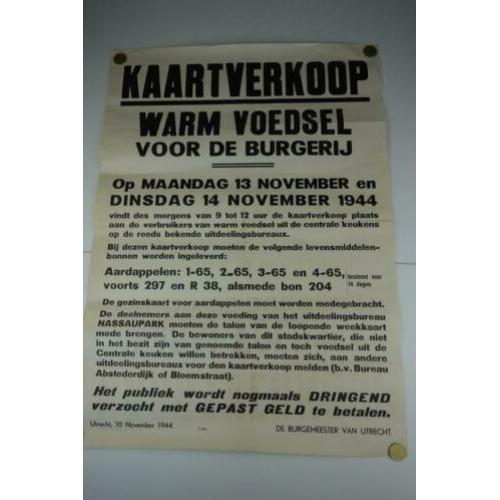 KAARTVERKOOP
WARM VOEDSEL
VOOR DE BURGERIJ
Op MAANDAG 13 NOVEMBER en
DINSDAG 14 NOVEMBER 1944
vindt des morgens van 9 tot 12 uur de kaartverkoop plaats
aan de verbruikers van warm voedsel uit de centrale keukens
op de reeds bekende uitdeelingsbureaux.
Bij dezen kaartverkoop moeten de volgende levensmiddelen-
bonnen worden ingeleverd:
Aardappelen: 1-65, 2-65, 3-65 en 4-65, bestemd voor
voorts 297 en R 38, alsmede bon 204 14 dagen
De gezinskaart voor aardappelen moet worden medegebracht.
De deelnemers aan deze voeding van het uitdeelingsbureau
NASSAUPARK moeten de talon van de loopende weekkaart
mede brengen. De bewoners van dit stadskwartier, die niet
in het bezit zijn van genoemde talon en toch voedsel uit de
Centrale keuken willen betrekken, moeten zich, aan andere
uitdeelingsbureaux voor den kaartverkoop melden (b.v. Bureau
Abstederdijk of Bloemstraat).
Het publiek wordt nogmaals DRINGEND
verzocht met GEPAST GELD te betalen.
Utrecht, 10 November 1944. DE BURGEMEESTER VAN UTRECHT.